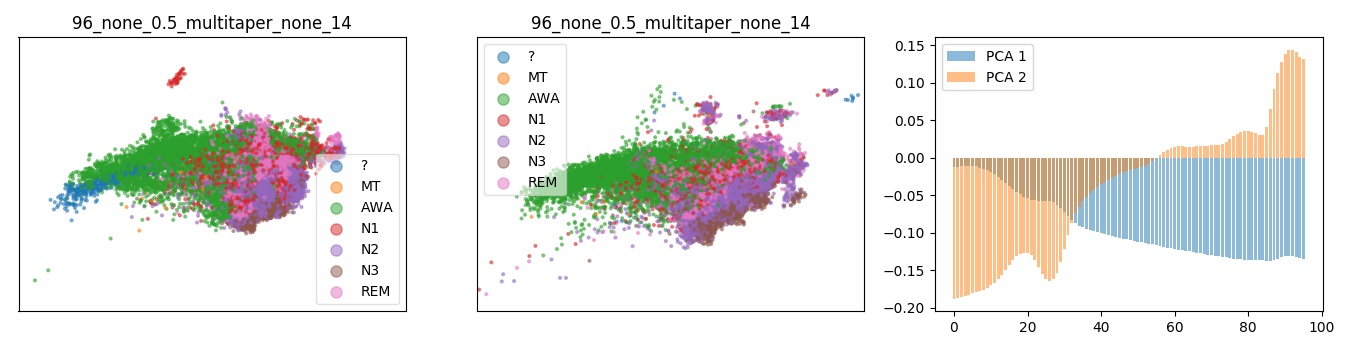 96_none_0.5_multitaper_none_14
?
MT
AWA
N1
N2
N3
REM
96_none_0.5_multitaper_none_14
?
MT
AWA
N1
N2
N3
REM
PCA 1
PCA 2
0.15
0.10
0.05
0.00
−0.05
−0.10
−0.15
−0.20
0
20
40
60
80
100